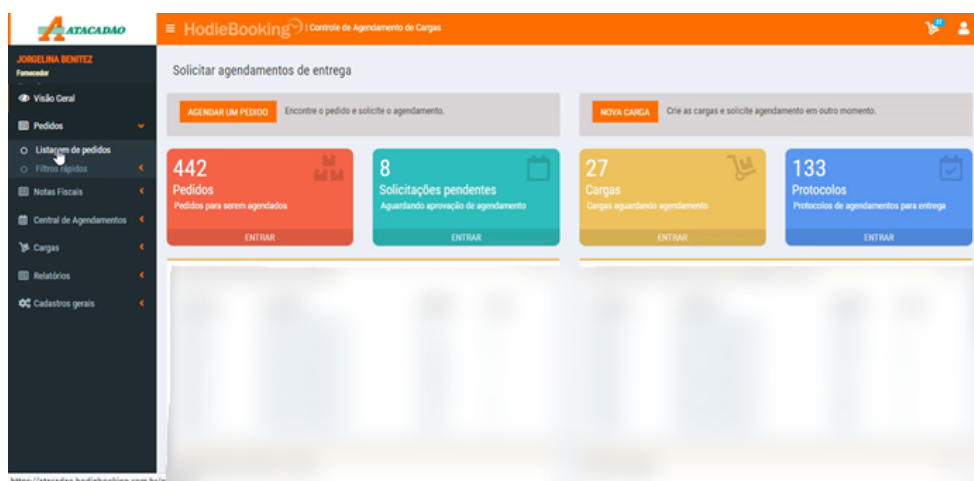 ATACADÃO
HodieBooking | Controle de Agendamento de Cargas
27
JORGELINA BENITEZ
Fornecedor
Visão Geral
Pedidos
Listagem de pedidos
Filtros rápidos
Notas Fiscais
Central de Agendamentos
Cargas
Relatórios
Cadastros gerais
Solicitar agendamentos de entrega
AGENDAR UM PEDIDO Encontre o pedido e solicite o agendamento.
NOVA CARGA Crie as cargas e solicite agendamento em outro momento.
442
Pedidos
Pedidos para serem agendados
ENTRAR
8
Solicitações pendentes
Aguardando aprovação de agendamento
ENTRAR
27
Cargas
Cargas aguardando agendamento
ENTRAR
133
Protocolos
Protocolos de agendamentos para entrega
ENTRAR